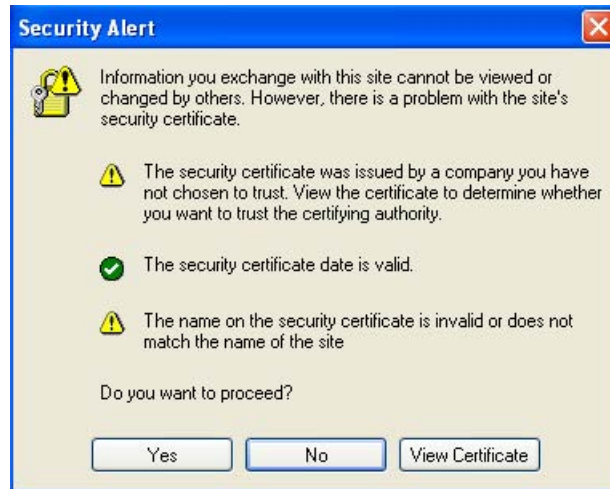 Security Alert
Information you exchange with this site cannot be viewed or
changed by others. However, there is a problem with the site's
security certificate.
The security certificate was issued by a company you have
not chosen to trust. View the certificate to determine whether
you want to trust the certifying authority.
The security certificate date is valid.
The name on the security certificate is invalid or does not
match the name of the site
Do you want to proceed?
Yes No View Certificate